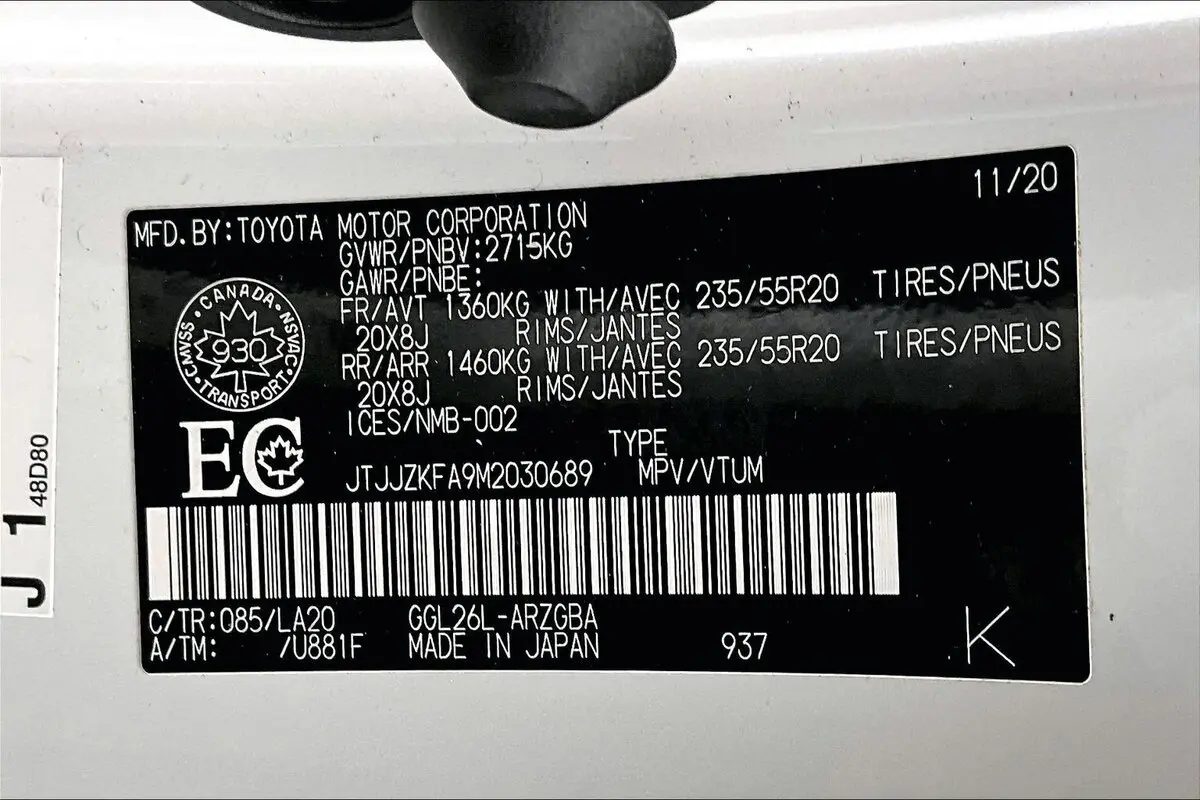 11/20
MFD. BY: TOYOTA MOTOR CORPORATION
GVWR/PNBV: 2715KG
GAWR/PNBE:
FR/AVT 1360KG WITH/AVEC 235/55R20 TIRES/PNEUS
20X8J RIMS/JANTES
RR/ARR 1460KG WITH/AVEC 235/55R20 TIRES/PNEUS
20X8J RIMS/JANTES
ICES/NMB-002
CANADA
CMVSS 930 NSVAC
TRANSPORT
EC
TYPE
JTJJZKFA9M2030689 MPV/VTUM
C/TR: 085/LA20 GGL26L-ARZGBA
A/TM: /U881F MADE IN JAPAN 937
K
J 1 48D80